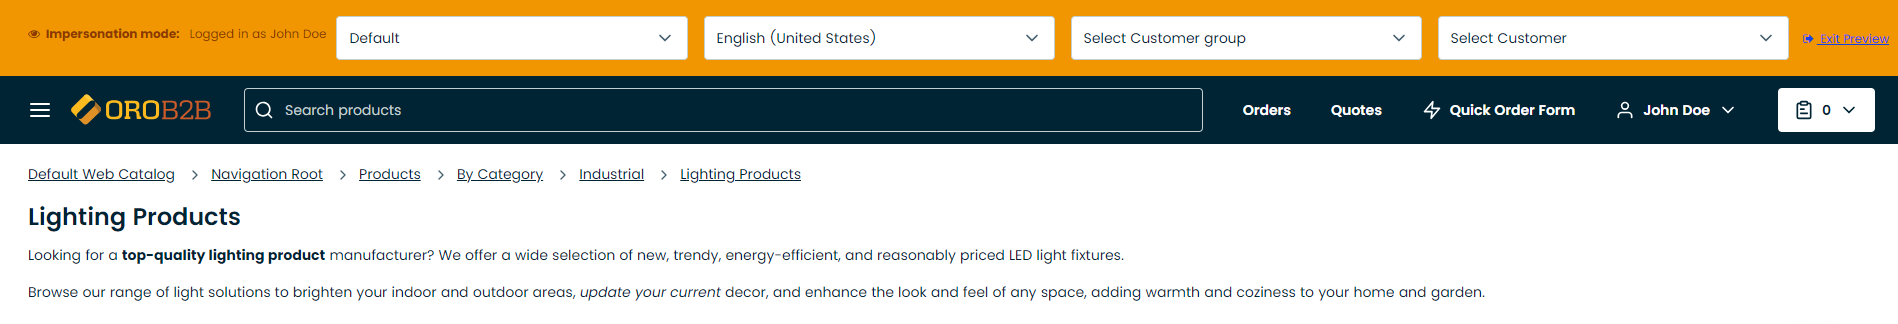 Impersonation mode: Logged in as John Doe Default English (United States) Select Customer group Select Customer Exit Preview
OROB2B Search products Orders Quotes Quick Order Form John Doe 0
Default Web Catalog > Navigation Root > Products > By Category > Industrial > Lighting Products
Lighting Products
Looking for a top-quality lighting product manufacturer? We offer a wide selection of new, trendy, energy-efficient, and reasonably priced LED light fixtures.
Browse our range of light solutions to brighten your indoor and outdoor areas, update your current decor, and enhance the look and feel of any space, adding warmth and coziness to your home and garden.